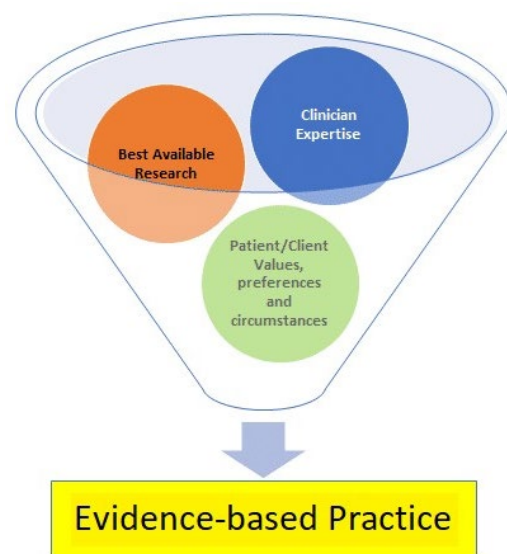 Clinician
Expertise
Best Available
Research
Patient/Client
Values,
preferences
and
circumstances
Evidence-based Practice